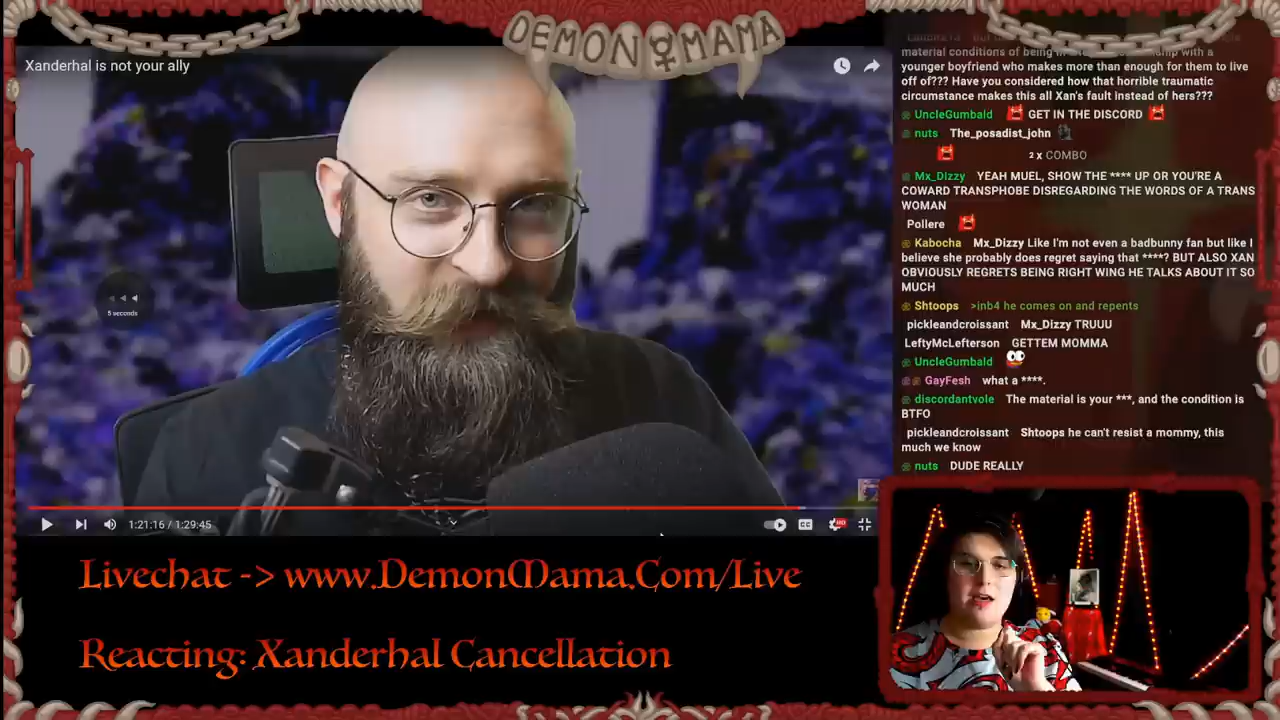 DEMON MAMA
Xanderhal is not your ally
material conditions of being in
with a
younger boyfriend who makes more than enough for them to live
off of??? Have you considered how that horrible traumatic
circumstance makes this all Xan's fault instead of hers???
UncleGumbald GET IN THE DISCORD
nuts The_posadist_john
2 x COMBO
Mx_Dizzy YEAH MUEL, SHOW THE **** UP OR YOU'RE A
COWARD TRANSPHOBE DISREGARDING THE WORDS OF A TRANS
WOMAN
Pollere
Kabocha Mx_Dizzy Like I'm not even a badbunny fan but like I
believe she probably does regret saying that ****? BUT ALSO XAN
OBVIOUSLY REGRETS BEING RIGHT WING HE TALKS ABOUT IT SO
MUCH
Shtoops >inb4 he comes on and repents
pickleandcroissant Mx_Dizzy TRUUU
LeftyMcLefterson GETTEM MOMMA
UncleGumbald
GayFesh what a ****.
discordantvole The material is your ***, and the condition is
BTFO
pickleandcroissant Shtoops he can't resist a mommy, this
much we know
nuts DUDE REALLY
5 seconds
1:21:16 / 1:29:45
CC
HD
Livechat -> www.DemonMama.Com/Live
Reacting: Xanderhal Cancellation